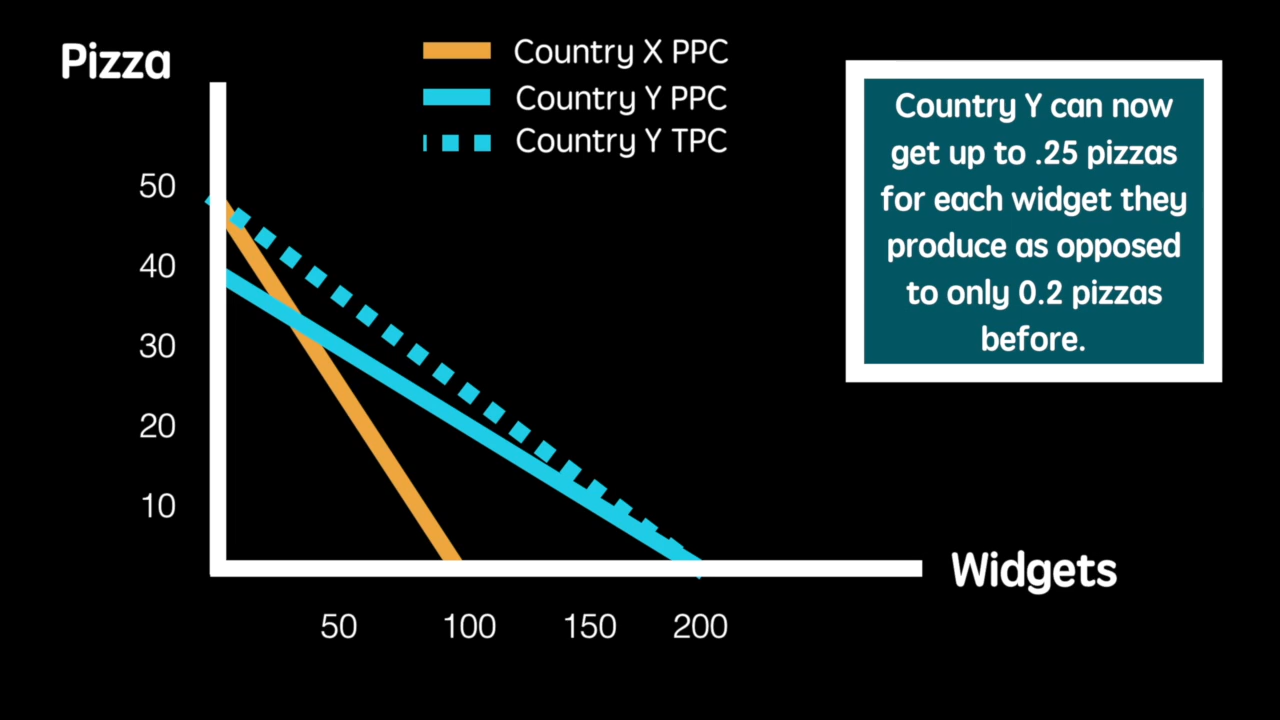 Pizza
Country X PPC
Country Y PPC
Country Y TPC
Country Y can now
get up to .25 pizzas
for each widget they
produce as opposed
to only 0.2 pizzas
before.
50
40
30
20
10
Widgets
50
100
150
200